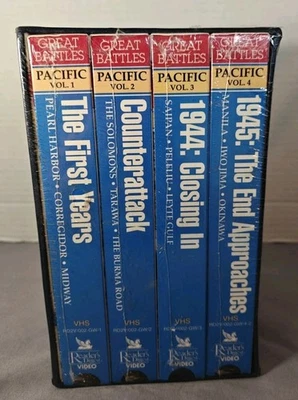 GREAT
BATTLES
PACIFIC
VOL. 1
The First Years
PEARL HARBOR • CORREGIDOR • MIDWAY
VHS
Reader's Digest
VIDEO
GREAT
BATTLES
PACIFIC
VOL. 2
Counterattack
THE SOLOMONS • TARAWA • THE BURMA ROAD
VHS
Reader's Digest
VIDEO
GREAT
BATTLES
PACIFIC
VOL. 3
1944: Closing In
SAIPAN • PELELIU • LEYTE GULF
VHS
Reader's Digest
VIDEO
GREAT
BATTLES
PACIFIC
VOL. 4
1945: The End Approaches
MANILA • IWO JIMA • OKINAWA
VHS
Reader's Digest
VIDEO